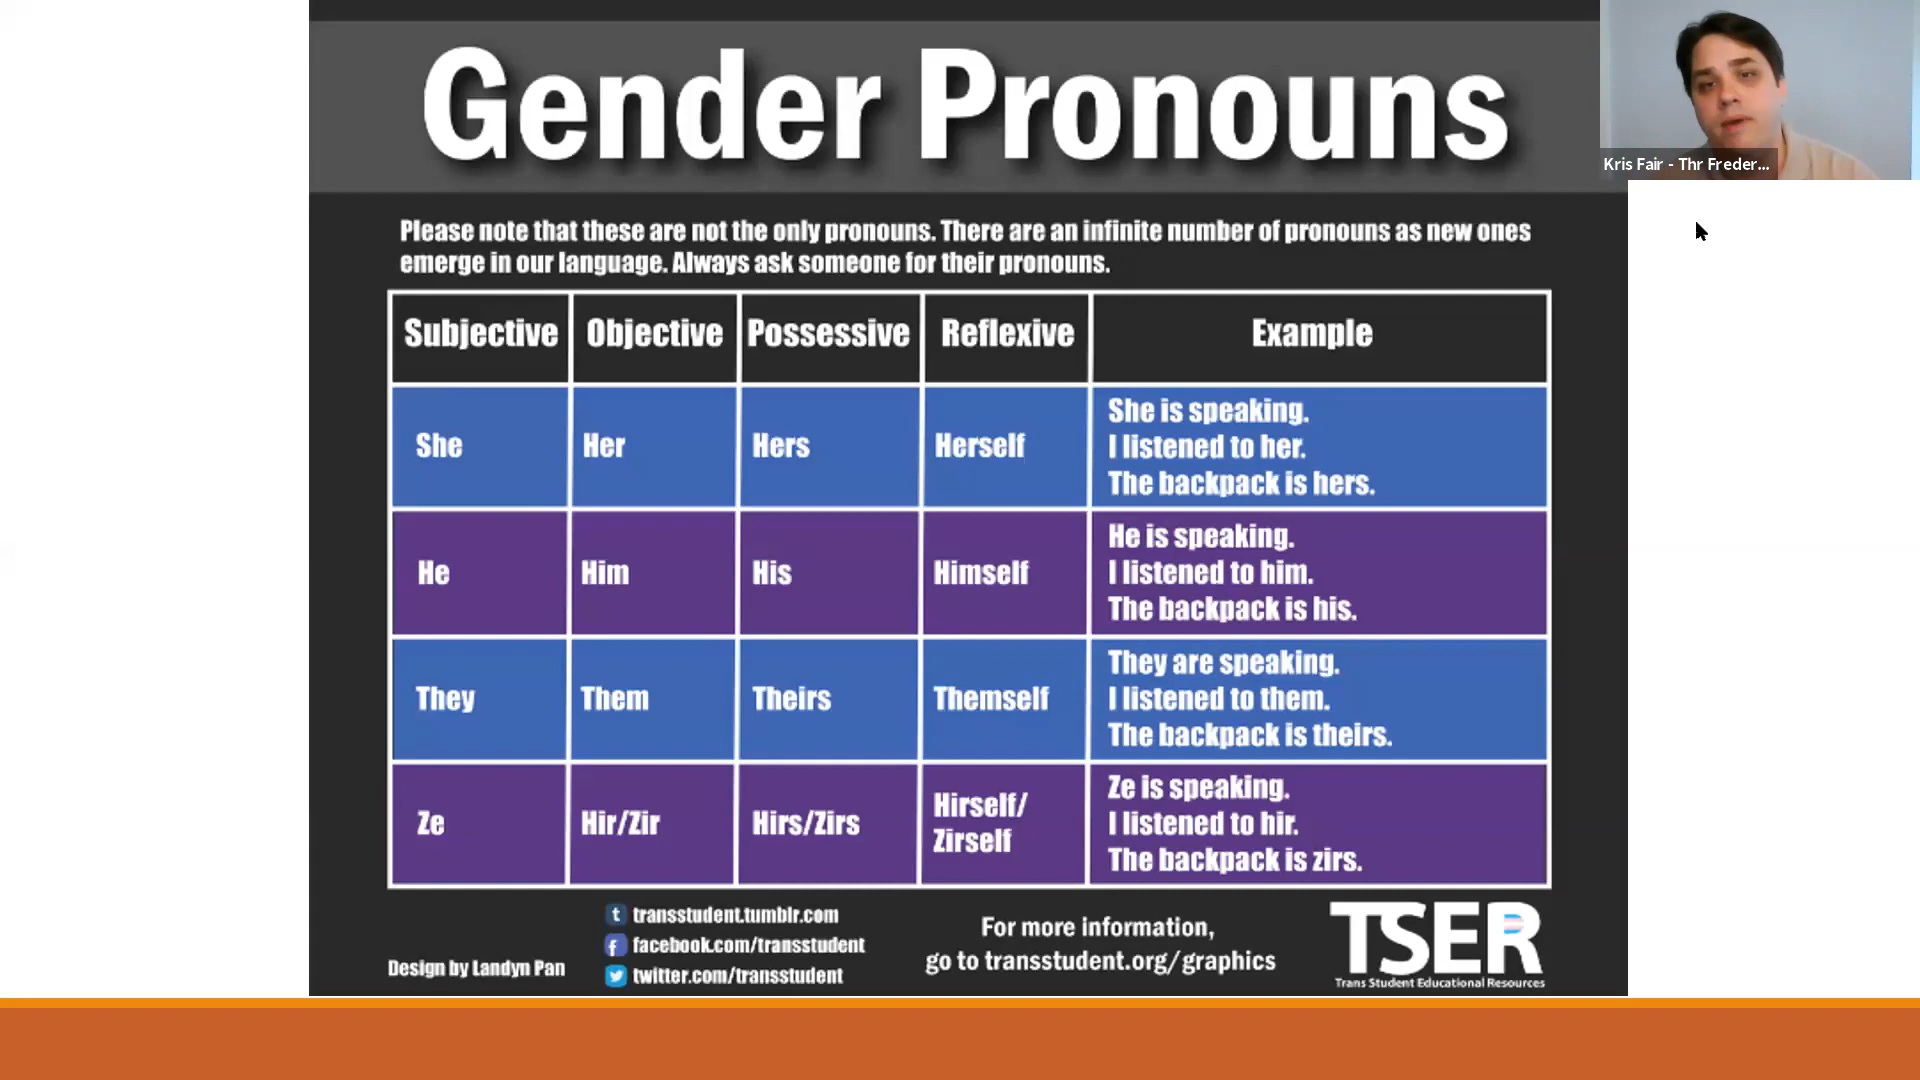 Gender Pronouns
Kris Fair - Thr Freder...
Please note that these are not the only pronouns. There are an infinite number of pronouns as new ones
emerge in our language. Always ask someone for their pronouns.
Subjective Objective Possessive Reflexive Example
She Her Hers Herself
She is speaking.
I listened to her.
The backpack is hers.
He Him His Himself
He is speaking.
I listened to him.
The backpack is his.
They Them Theirs Themself
They are speaking.
I listened to them.
The backpack is theirs.
Ze Hir/Zir Hirs/Zirs
Hirself/
Zirself
Ze is speaking.
I listened to hir.
The backpack is zirs.
Design by Landyn Pan
t transstudent.tumblr.com
f facebook.com/transstudent
twitter.com/transstudent
For more information,
go to transstudent.org/graphics
TSER
Trans Student Educational Resources